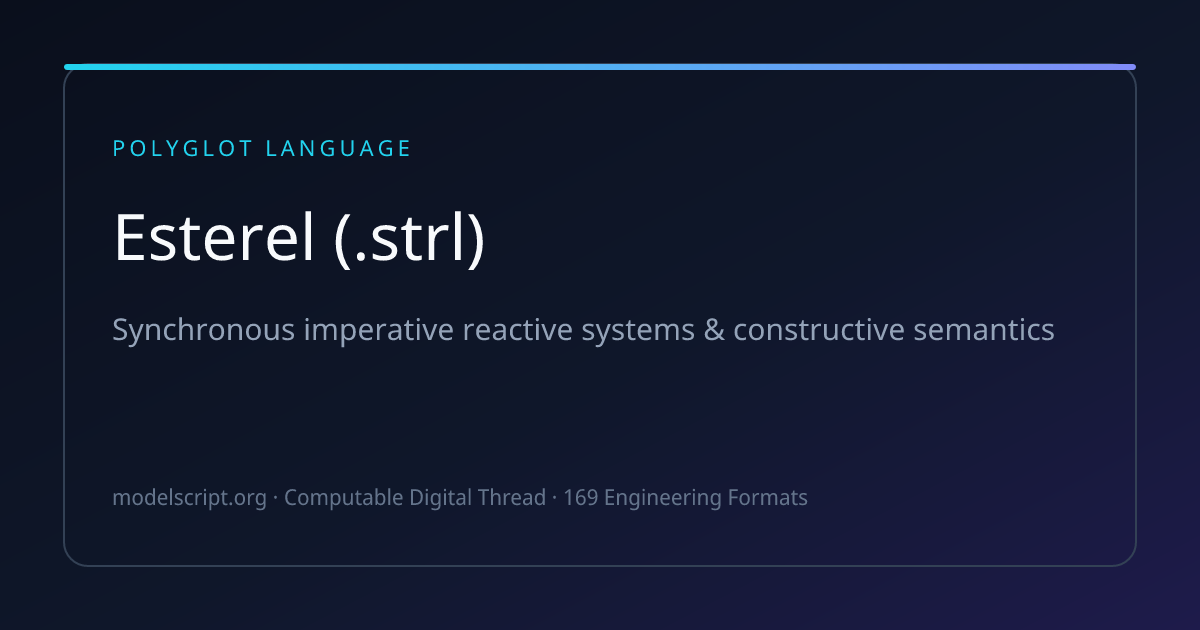 POLYGLOT LANGUAGE
Esterel (.strl)
Synchronous imperative reactive systems & constructive semantics
modelscript.org · Computable Digital Thread · 169 Engineering Formats